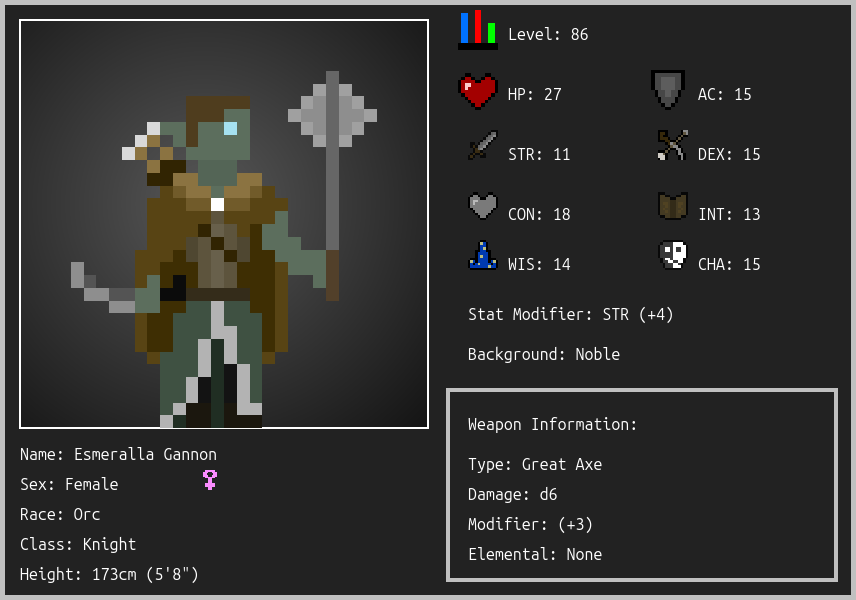 Level: 86
HP: 27
AC: 15
STR: 11
DEX: 15
CON: 18
INT: 13
WIS: 14
CHA: 15
Stat Modifier: STR (+4)
Background: Noble
Weapon Information:
Type: Great Axe
Damage: d6
Modifier: (+3)
Elemental: None
Name: Esmeralla Gannon
Sex: Female
Race: Orc
Class: Knight
Height: 173cm (5'8")